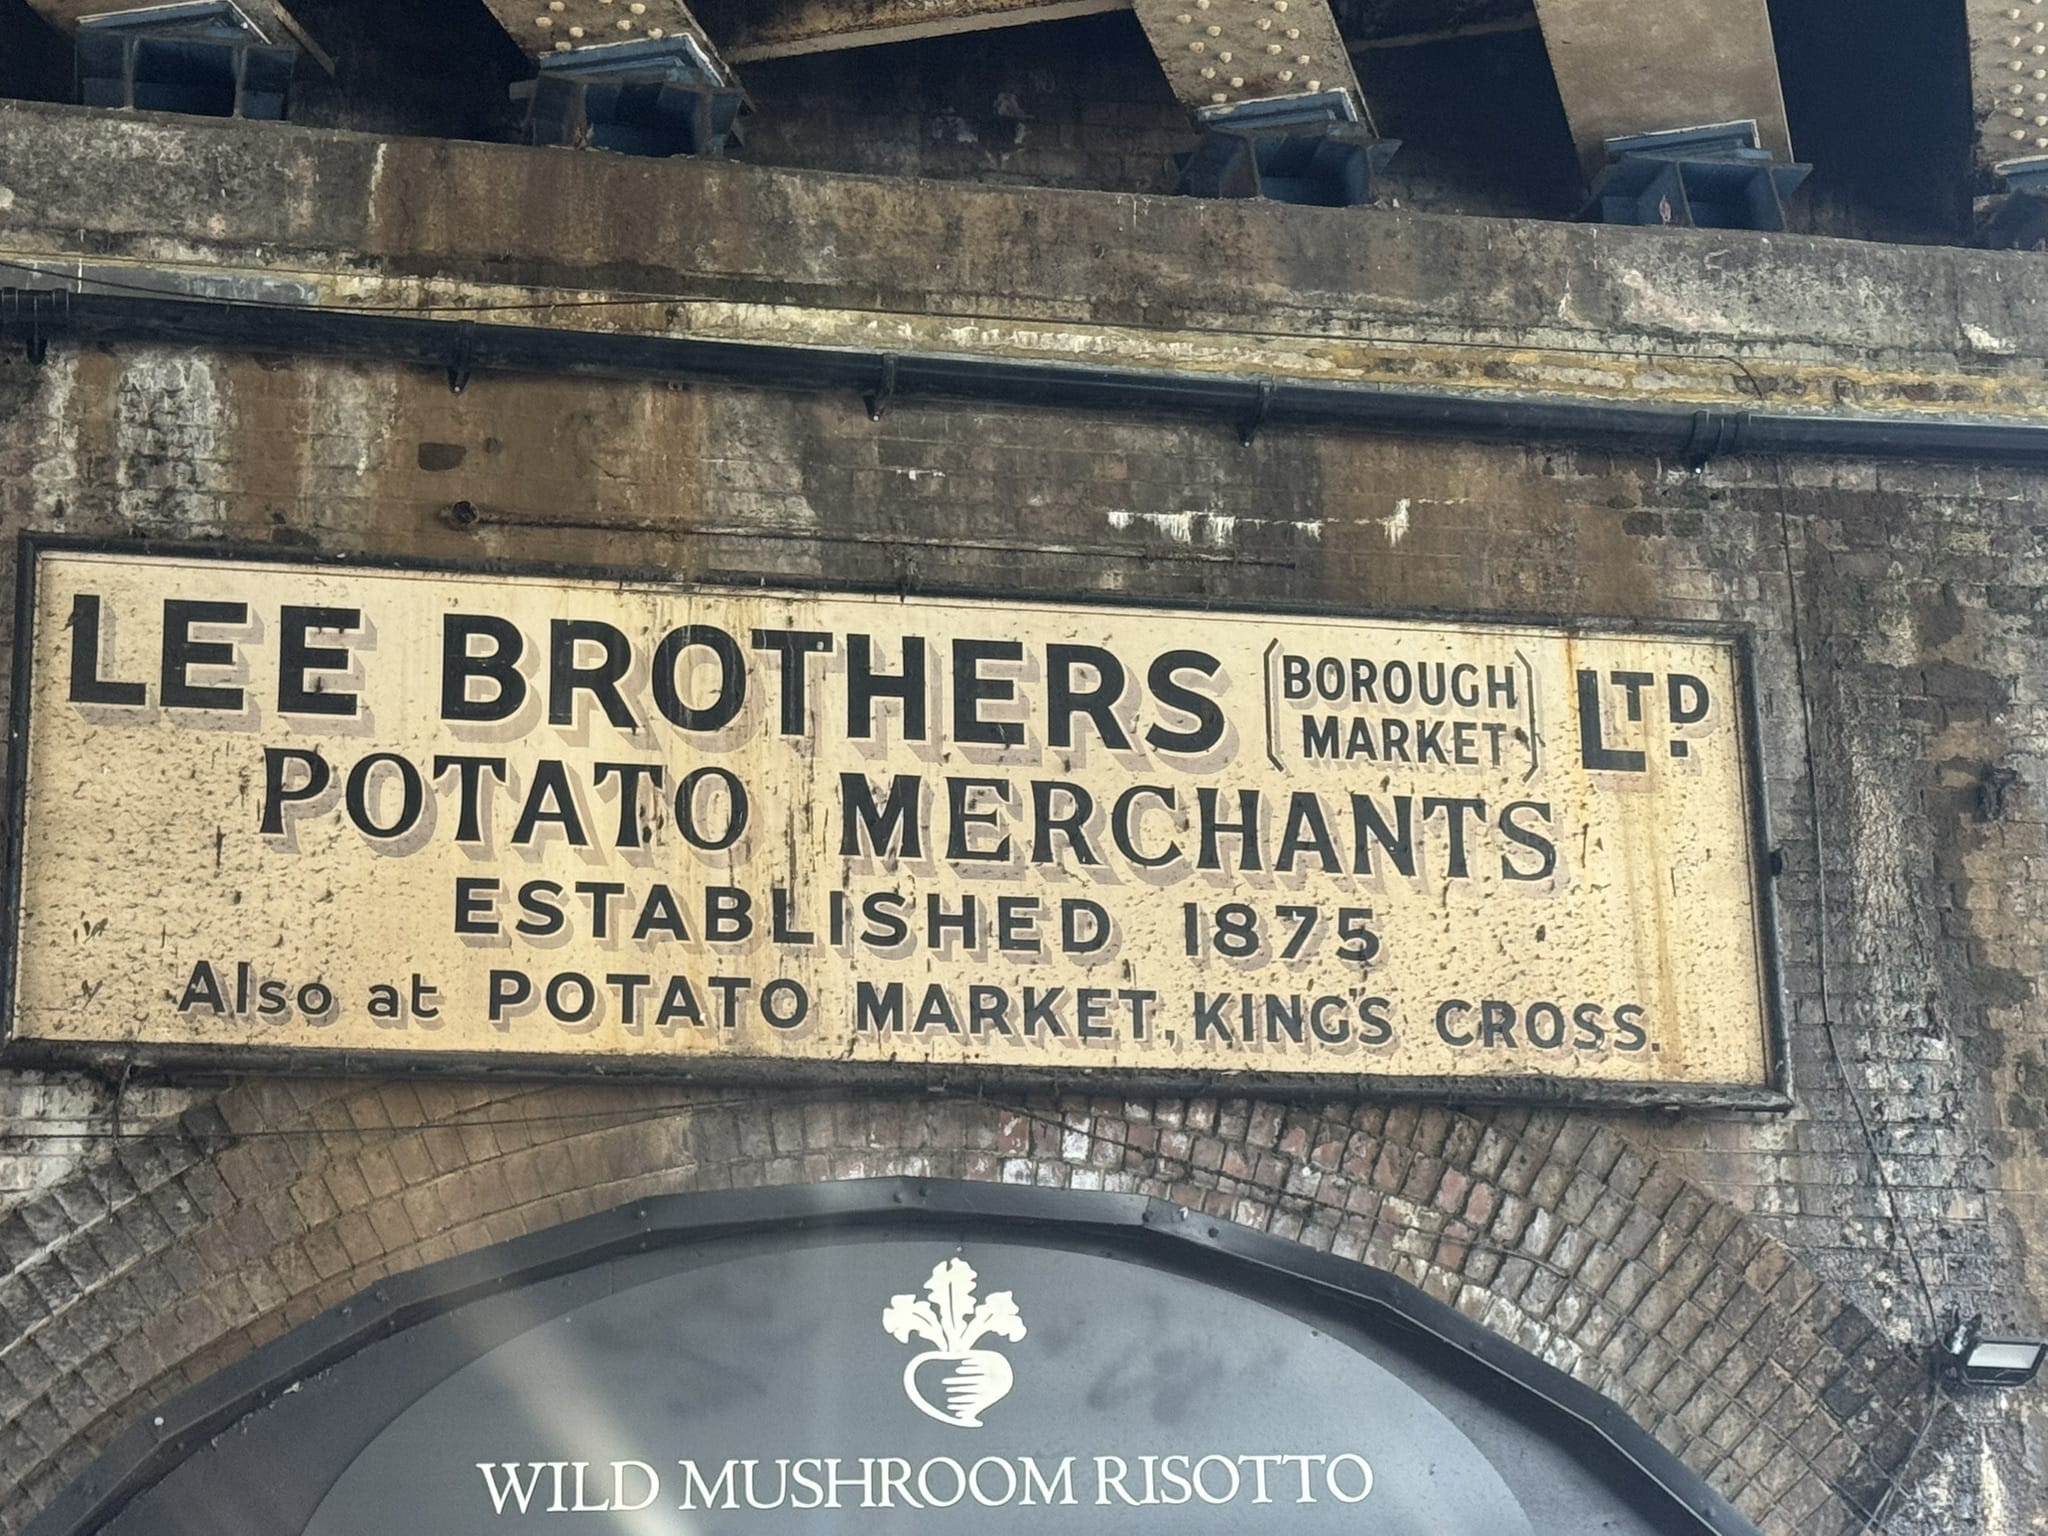 LEE BROTHERS (BOROUGH MARKET) LTD.
POTATO MERCHANTS
ESTABLISHED 1875
Also at POTATO MARKET, KING'S CROSS.
WILD MUSHROOM RISOTTO